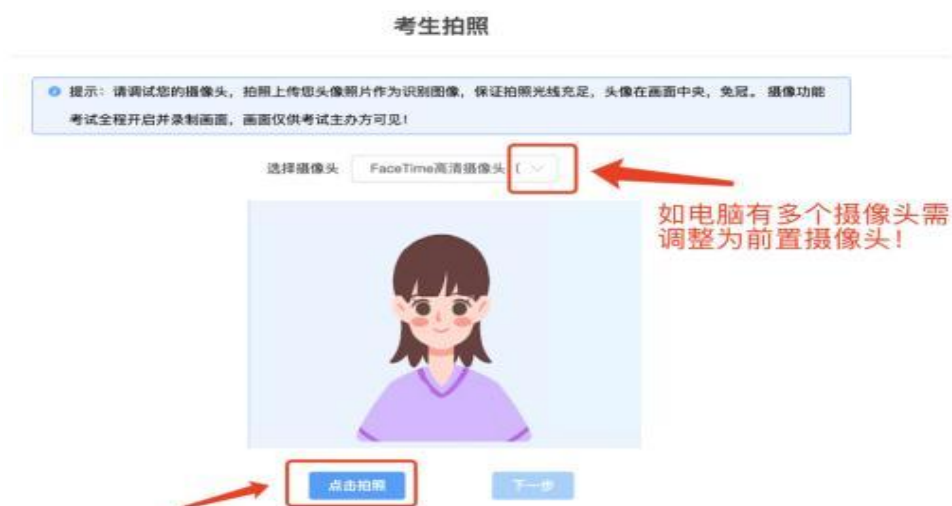 考生拍照
提示：请调试您的摄像头，拍照上传您头像照片作为识别图像，保证拍照光线充足，头像在画面中央，免冠。摄像功能
考试全程开启并录制画面，画面仅供考试主办方可见！
选择摄像头 FaceTime高清摄像头（
如电脑有多个摄像头需
调整为前置摄像头！
点击拍照 下一步